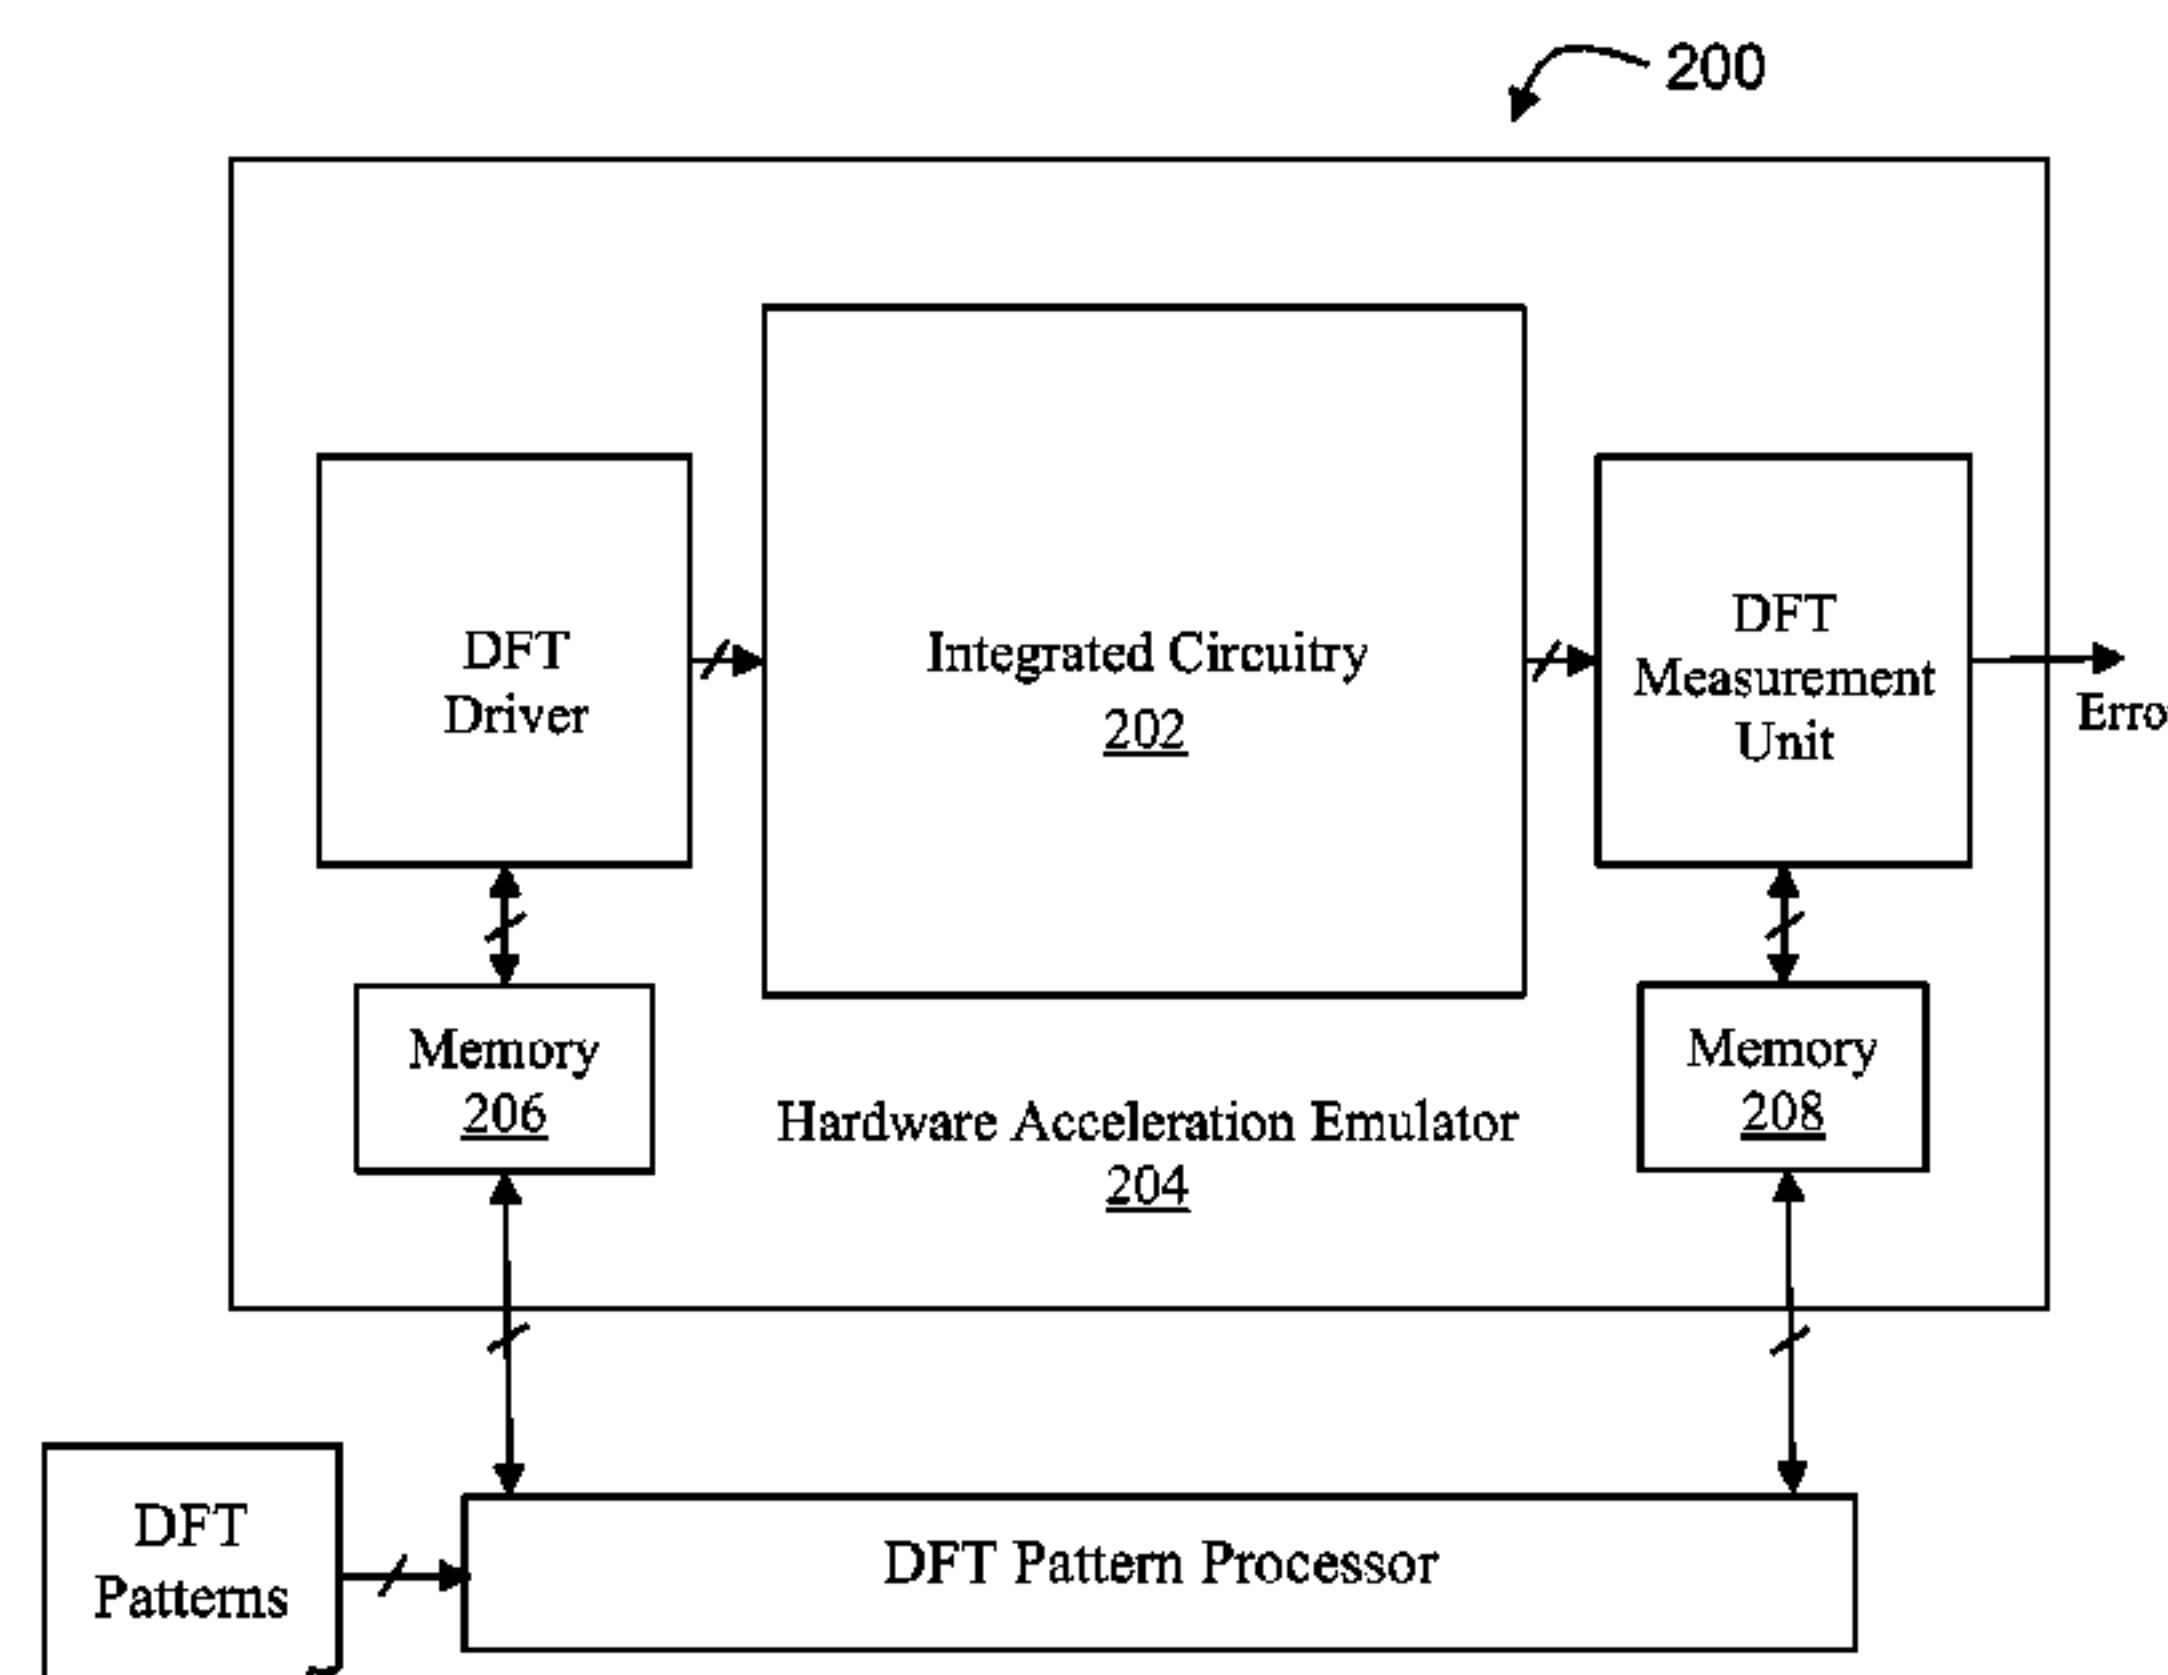 200
DFT
Driver
Integrated Circuitry
202
DFT
Measurement
Unit
Memory
206
Hardware Acceleration Emulator
204
Memory
208
DFT
Patterns
DFT Pattern Processor